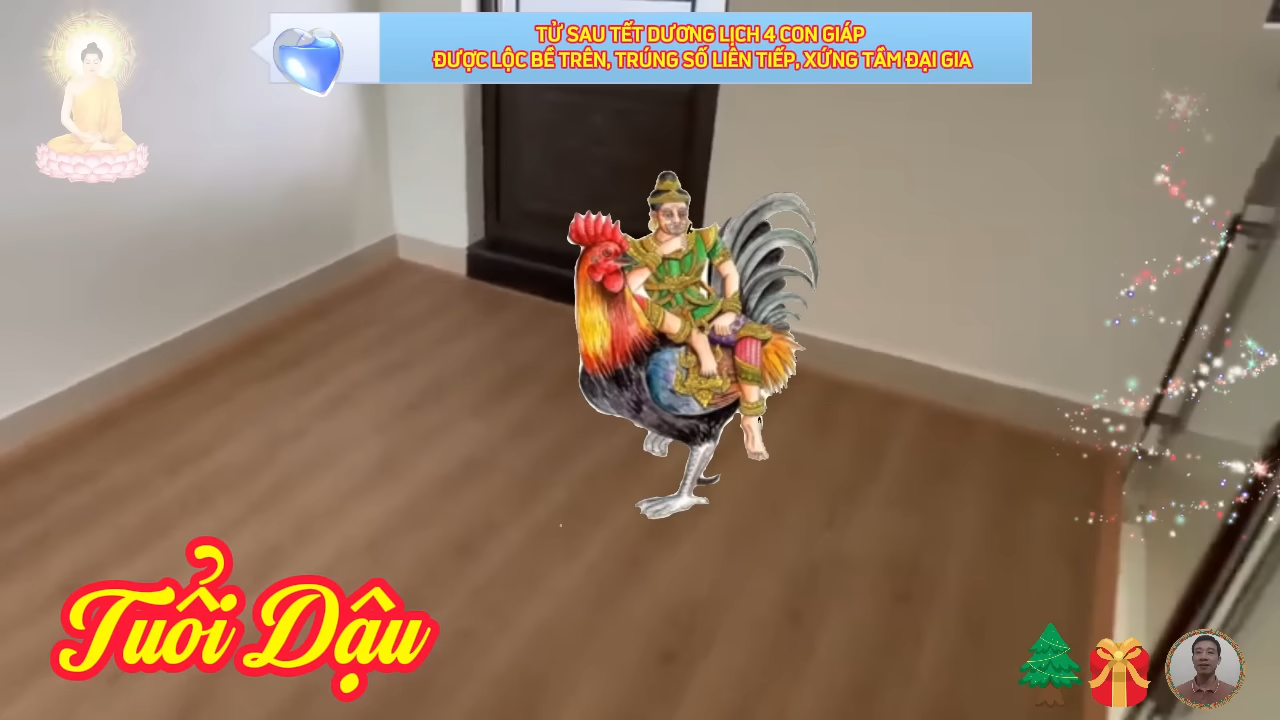 TỪ SAU TẾT DƯƠNG LỊCH 4 CON GIÁP
ĐƯỢC LỘC BỀ TRÊN, TRÚNG SỐ LIÊN TIẾP, XỨNG TẦM ĐẠI GIA
Tuổi Dậu